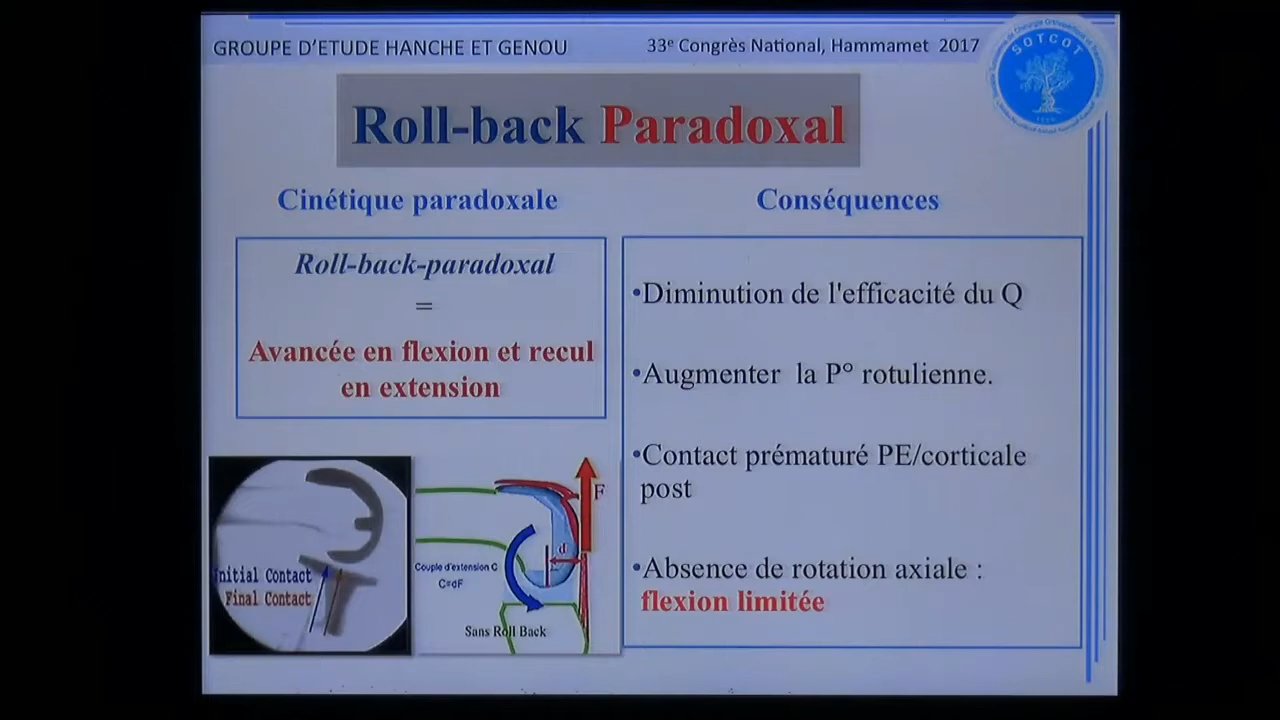 GROUPE D'ETUDE HANCHE ET GENOU
33e Congrès National, Hammamet 2017
SOTCOT
Roll-back Paradoxal
Cinétique paradoxale
Roll-back-paradoxal
=
Avancée en flexion et recul
en extension
Initial Contact
Final Contact
F
d
Couple d'extension C
C=dF
Sans Roll Back
Conséquences
•Diminution de l'efficacité du Q
•Augmenter la P° rotulienne.
•Contact prématuré PE/corticale
post
•Absence de rotation axiale :
flexion limitée